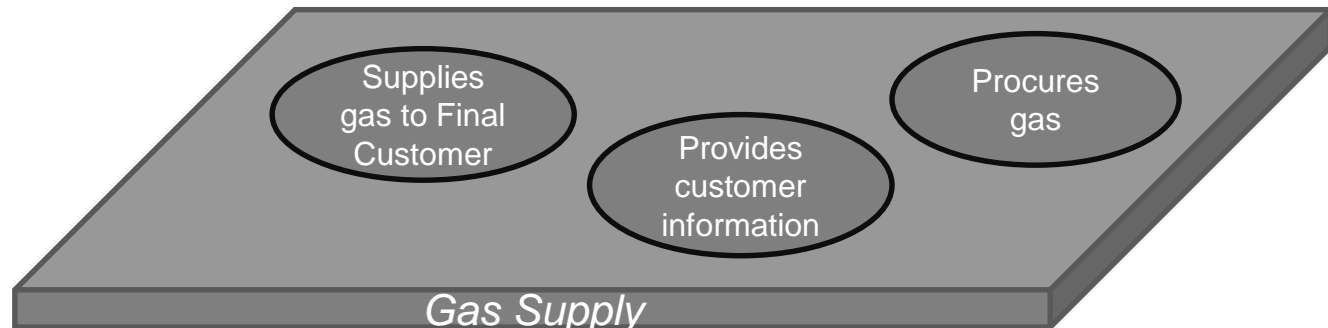 Supplies
gas to Final
Customer
Provides
customer
information
Procures
gas
Gas Supply